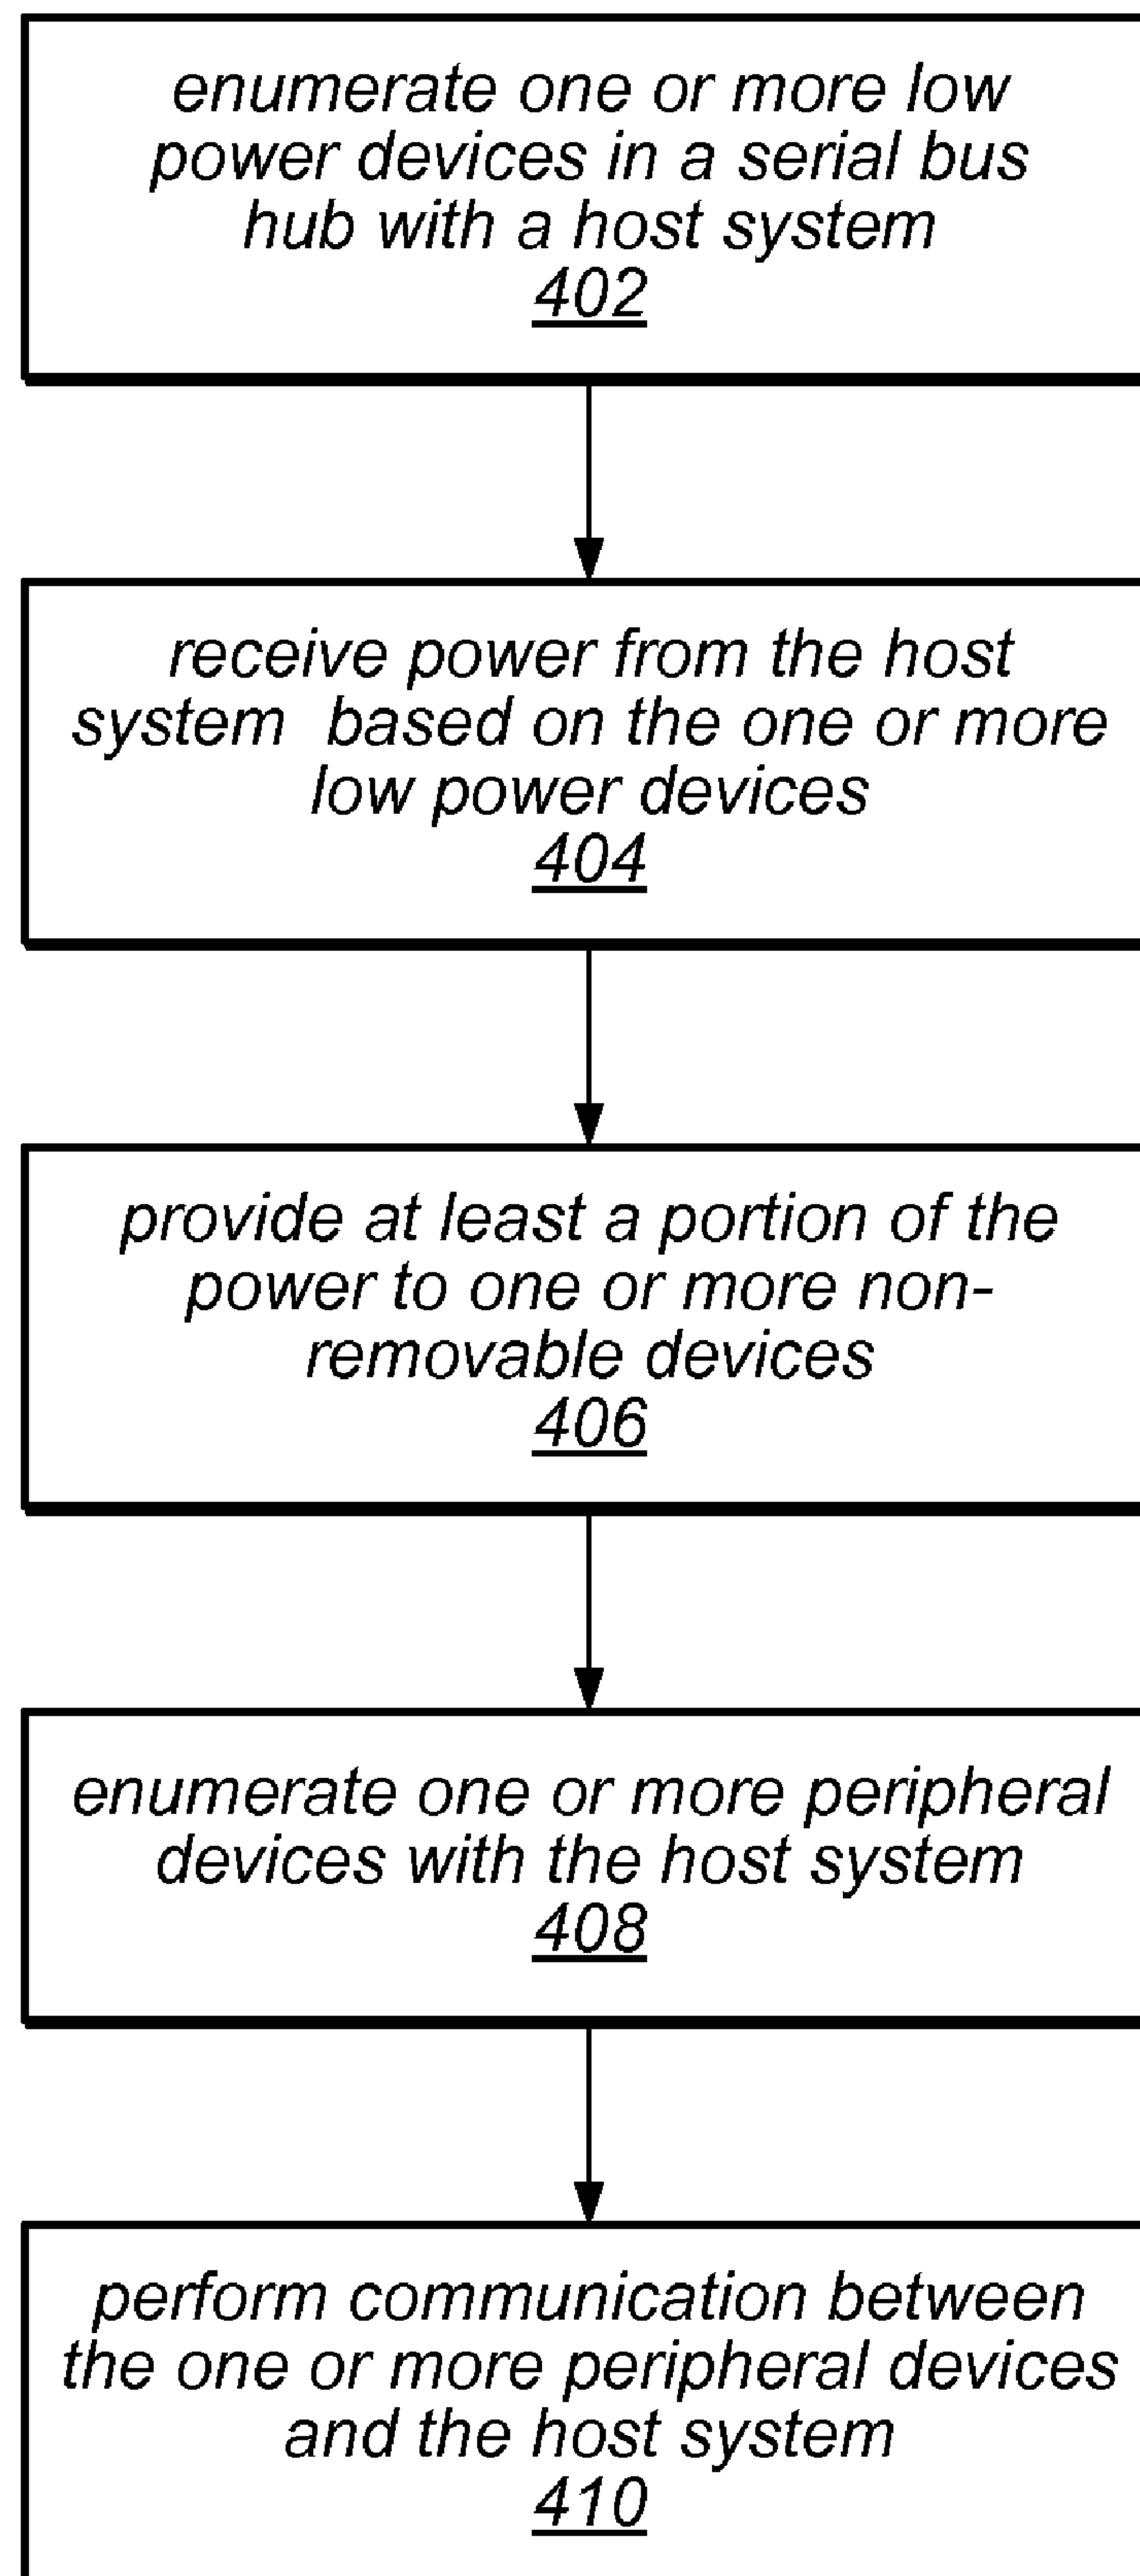 enumerate one or more low
power devices in a serial bus
hub with a host system
402
receive power from the host
system  based on the one or more
low power devices
404
provide at least a portion of the
power to one or more non-
removable devices
406
enumerate one or more peripheral
devices with the host system
408
perform communication between
the one or more peripheral devices
and the host system
410